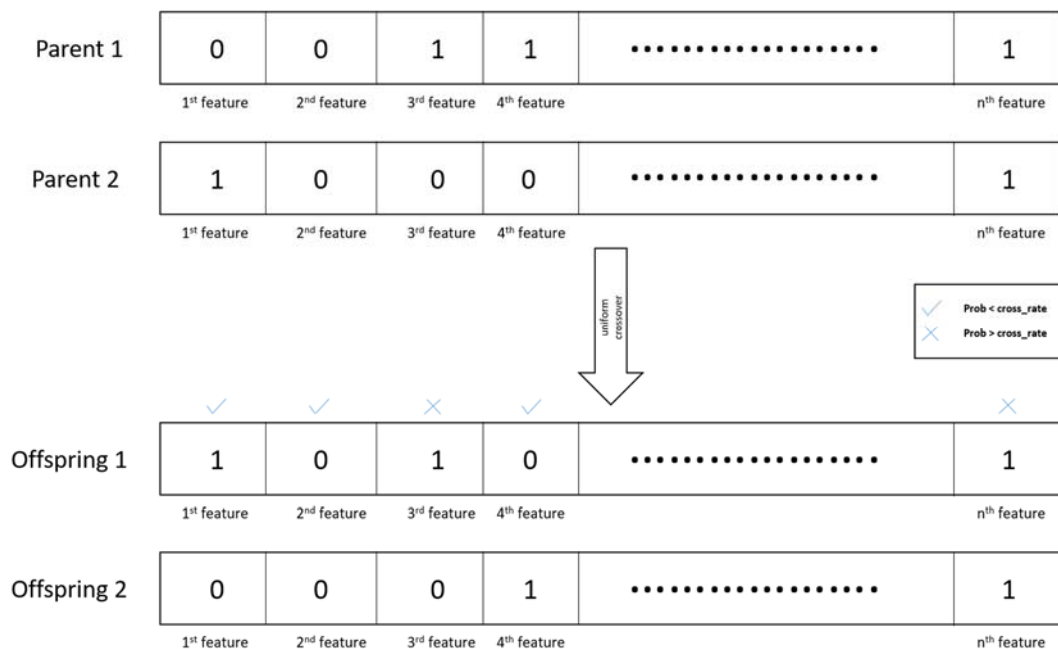 Parent 1 0 0 1 1 .................. 1
1st feature 2nd feature 3rd feature 4th feature nth feature
Parent 2 1 0 0 0 .................. 1
1st feature 2nd feature 3rd feature 4th feature nth feature
uniform
crossover
✓ Prob < cross_rate
× Prob > cross_rate
✓ ✓ × ✓ ×
Offspring 1 1 0 1 0 .................. 1
1st feature 2nd feature 3rd feature 4th feature nth feature
Offspring 2 0 0 0 1 .................. 1
1st feature 2nd feature 3rd feature 4th feature nth feature